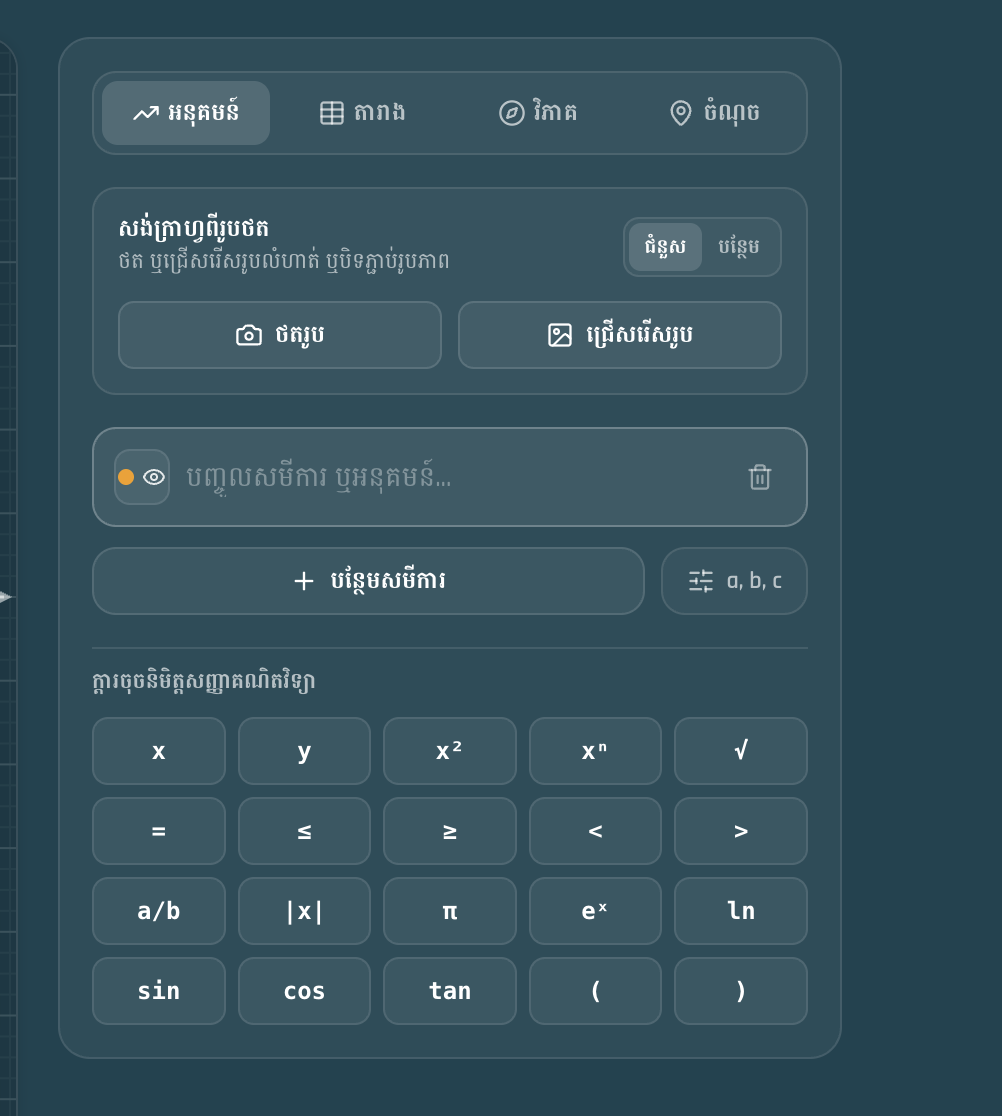 អនុគមន៍ តារាង វិភាគ ចំណុច
សង់ក្រាហ្វពីរូបថត
ថត ឬជ្រើសរើសរូបលំហាត់ ឬបិទភ្ជាប់រូបភាព
ជំនួស បន្ថែម
ថតរូប ជ្រើសរើសរូប
បញ្ចូលសមីការ ឬអនុគមន៍...
បន្ថែមសមីការ a, b, c
ក្ដារចុចនិមិត្តសញ្ញាគណិតវិទ្យា
x y x² xⁿ √
= ≤ ≥ < >
a/b |x| π eˣ ln
sin cos tan ( )